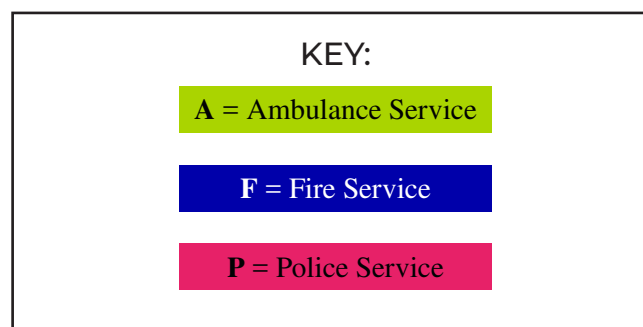 KEY:
A = Ambulance Service
F = Fire Service
P = Police Service